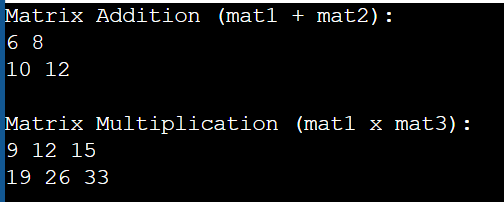 Matrix Addition (mat1 + mat2):
6 8
10 12
Matrix Multiplication (mat1 x mat3):
9 12 15
19 26 33